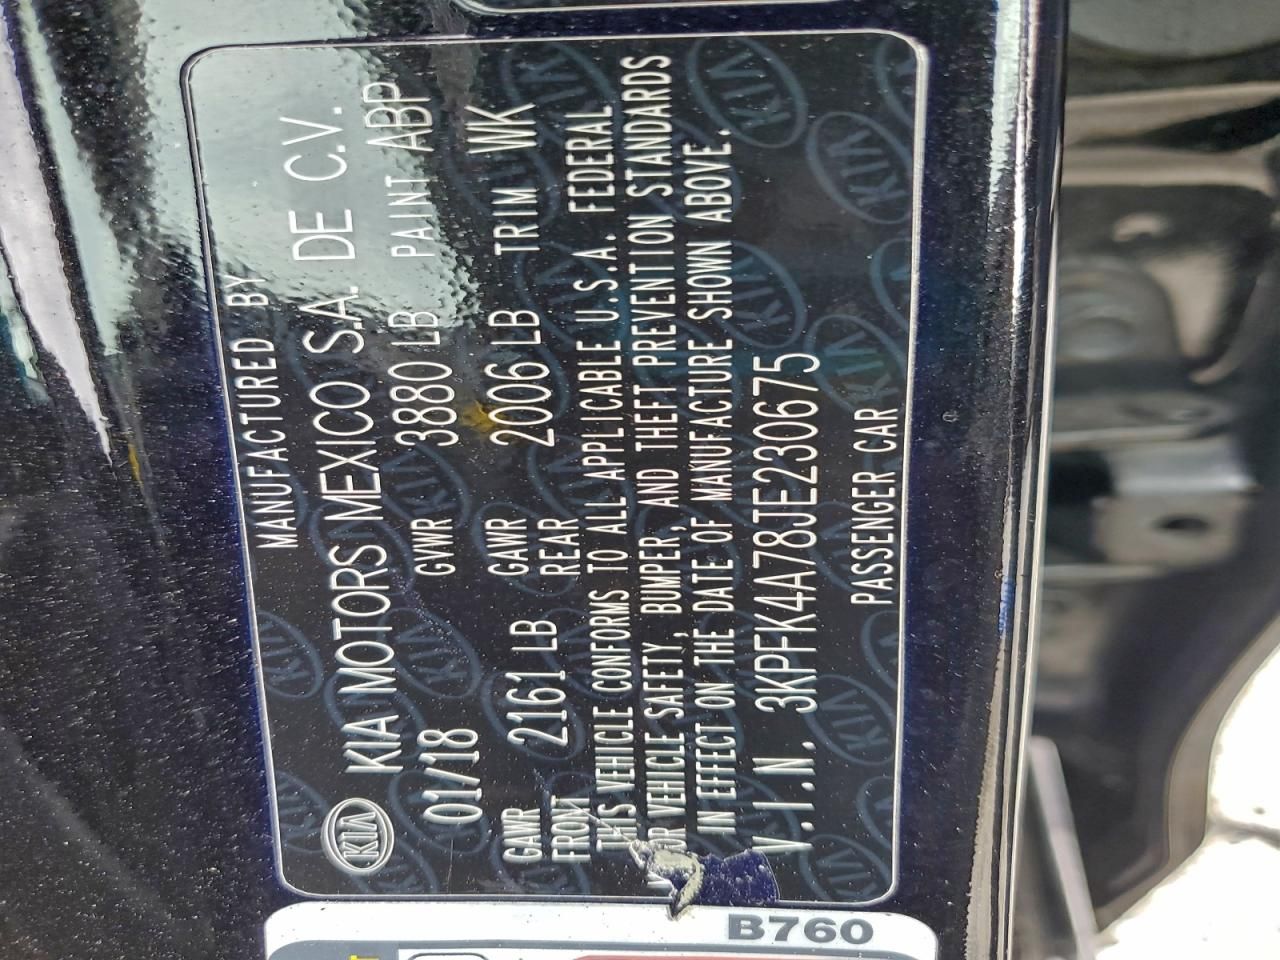 MANUFACTURED BY
KIA KIA MOTORS MEXICO S.A. DE C.V.
01/18 GVWR 3880 LB PAINT ABP
GAWR FRONT 2161 LB GAWR REAR 2006 LB TRIM WK
THIS VEHICLE CONFORMS TO ALL APPLICABLE U.S.A. FEDERAL
VEHICLE SAFETY, BUMPER, AND THEFT PREVENTION STANDARDS
IN EFFECT ON THE DATE OF MANUFACTURE SHOWN ABOVE.
V.I.N. 3KPFK4A78JE230675
PASSENGER CAR
B760